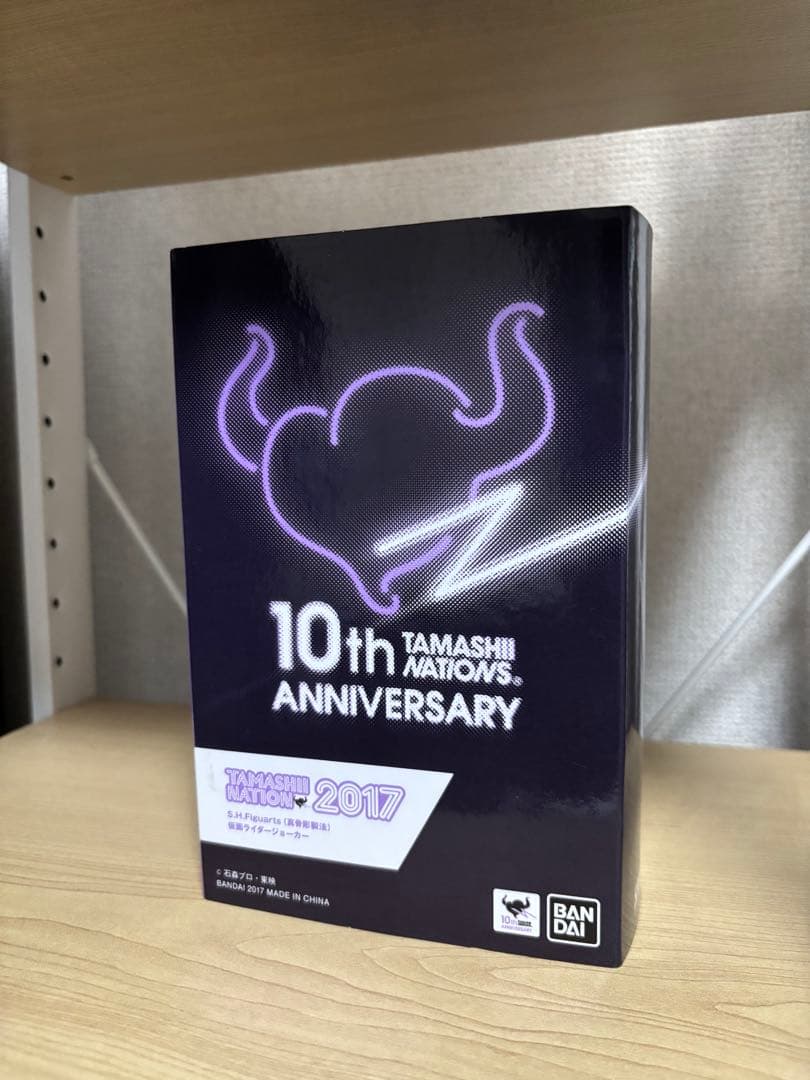 10th TAMASHII NATIONS®
ANNIVERSARY
TAMASHII NATION 2017
S.H.Figuarts (真骨彫製法)
仮面ライダージョーカー
© 石森プロ・東映
BANDAI 2017 MADE IN CHINA
10th
ANNIVERSARY
BAN
DAI